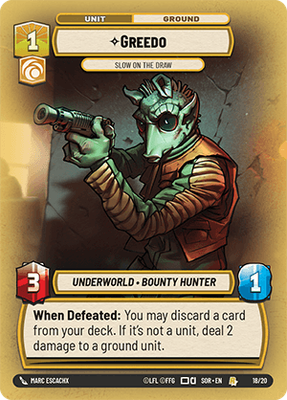 UNIT
GROUND
1
✧GREEDO
SLOW ON THE DRAW
3
UNDERWORLD • BOUNTY HUNTER
1
When Defeated: You may discard a card
from your deck. If it's not a unit, deal 2
damage to a ground unit.
MARC ESCACHX
©LFL ©FFG
SOR • EN
18/20